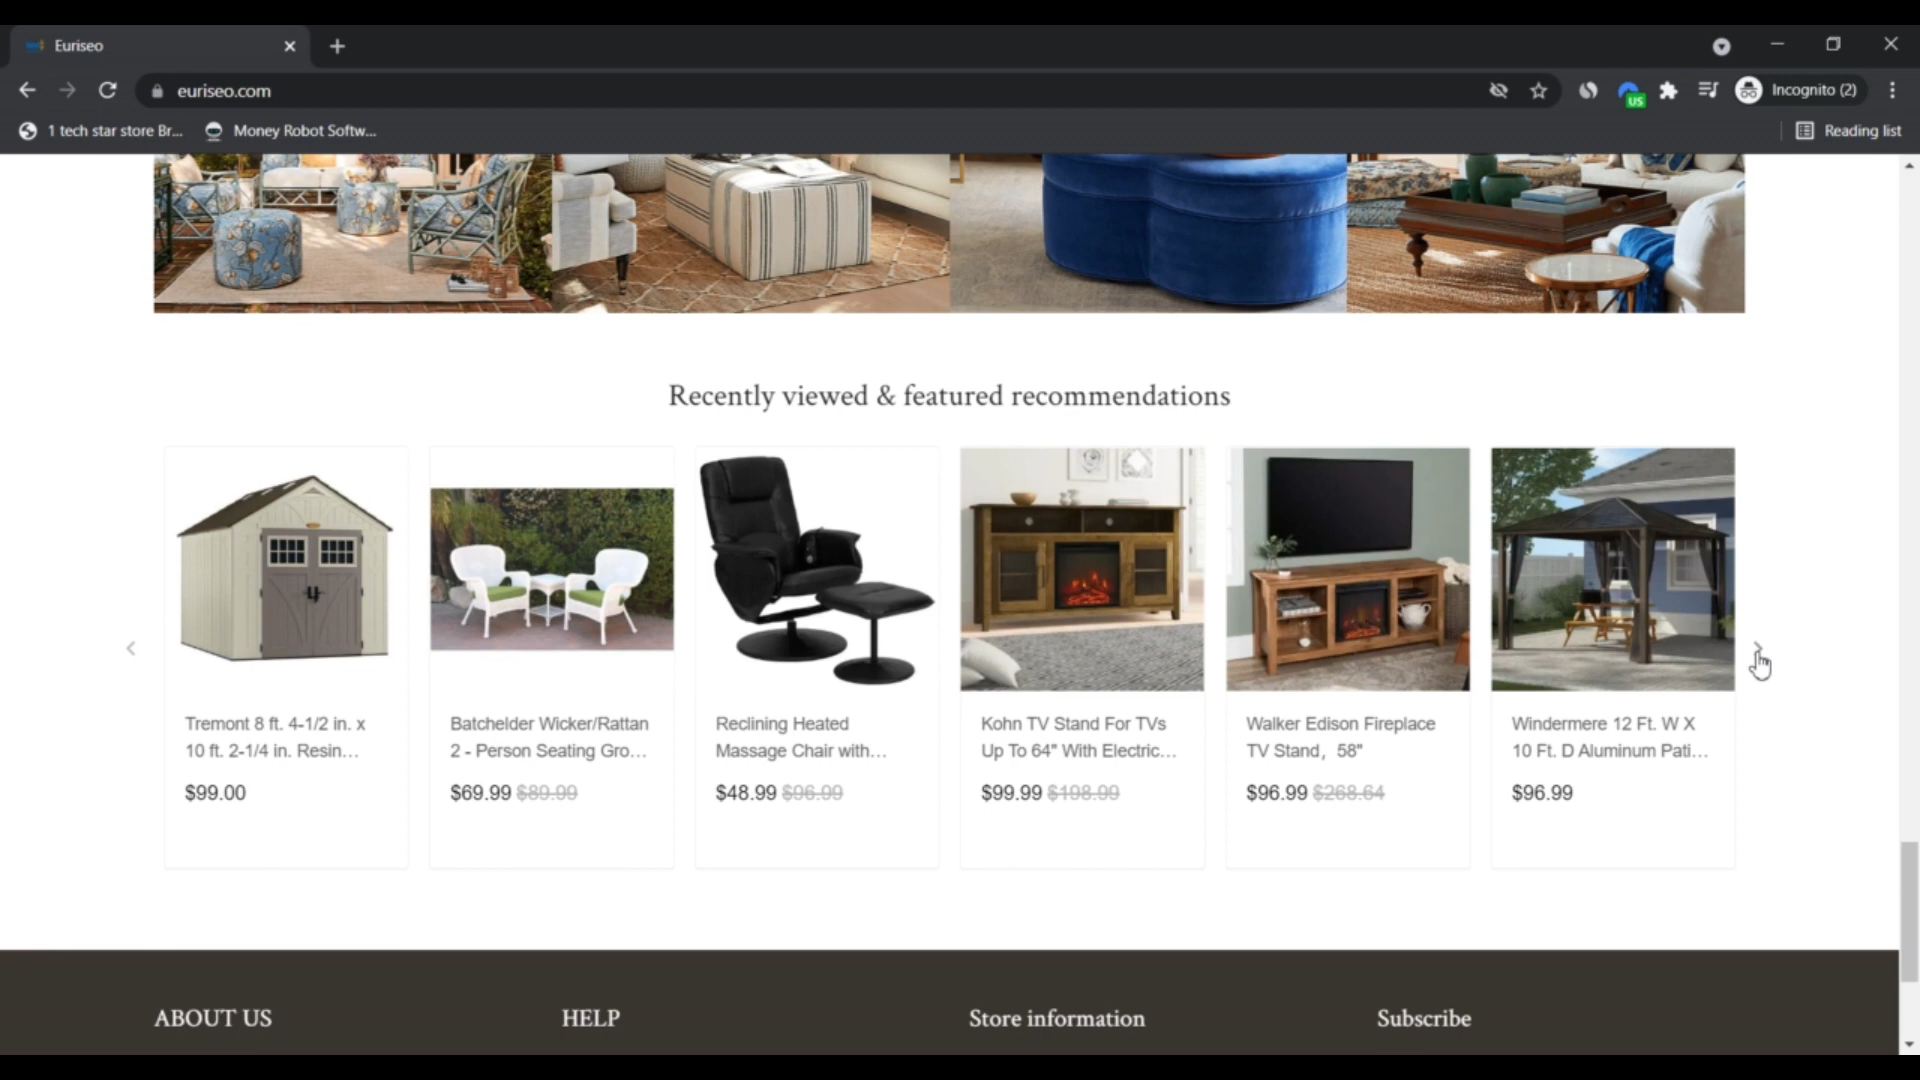 Euriseo
euriseo.com
US
Incognito (2)
1 tech star store Br...
Money Robot Softw...
Reading list
Recently viewed & featured recommendations
Tremont 8 ft. 4-1/2 in. x
10 ft. 2-1/4 in. Resin...
$99.00
Batchelder Wicker/Rattan
2 - Person Seating Gro...
$69.99 $89.99
Reclining Heated
Massage Chair with...
$48.99 $96.99
Kohn TV Stand For TVs
Up To 64" With Electric...
$99.99 $198.99
Walker Edison Fireplace
TV Stand，58"
$96.99 $268.64
Windermere 12 Ft. W X
10 Ft. D Aluminum Pati...
$96.99
ABOUT US
HELP
Store information
Subscribe